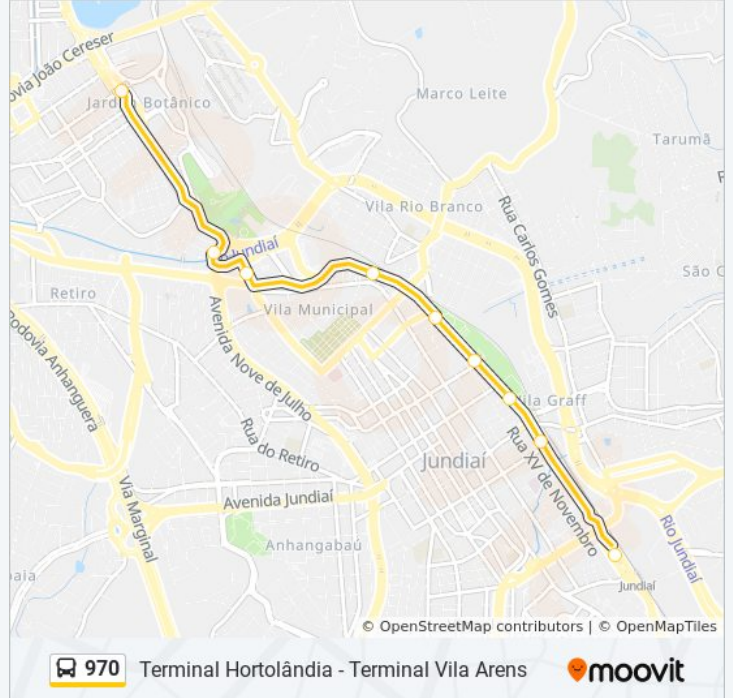 ovia João Cereser
Jardim Botânico
Marco Leite
Tarumã
Vila Rio Branco
Rua Carlos Gomes
Jundiaí
São C
Retiro
Vila Municipal
Avenida Nove de Julho
Rodovia Anhanguera
Vila Graff
Rua do Retiro
Rua XV de Novembro
Jundiaí
Via Marginal
Avenida Jundiaí
Rio Jundiaí
Anhangabaú
paia
Jundiaí
© OpenStreetMap contributors | © OpenMapTiles
970 Terminal Hortolândia - Terminal Vila Arens moovit